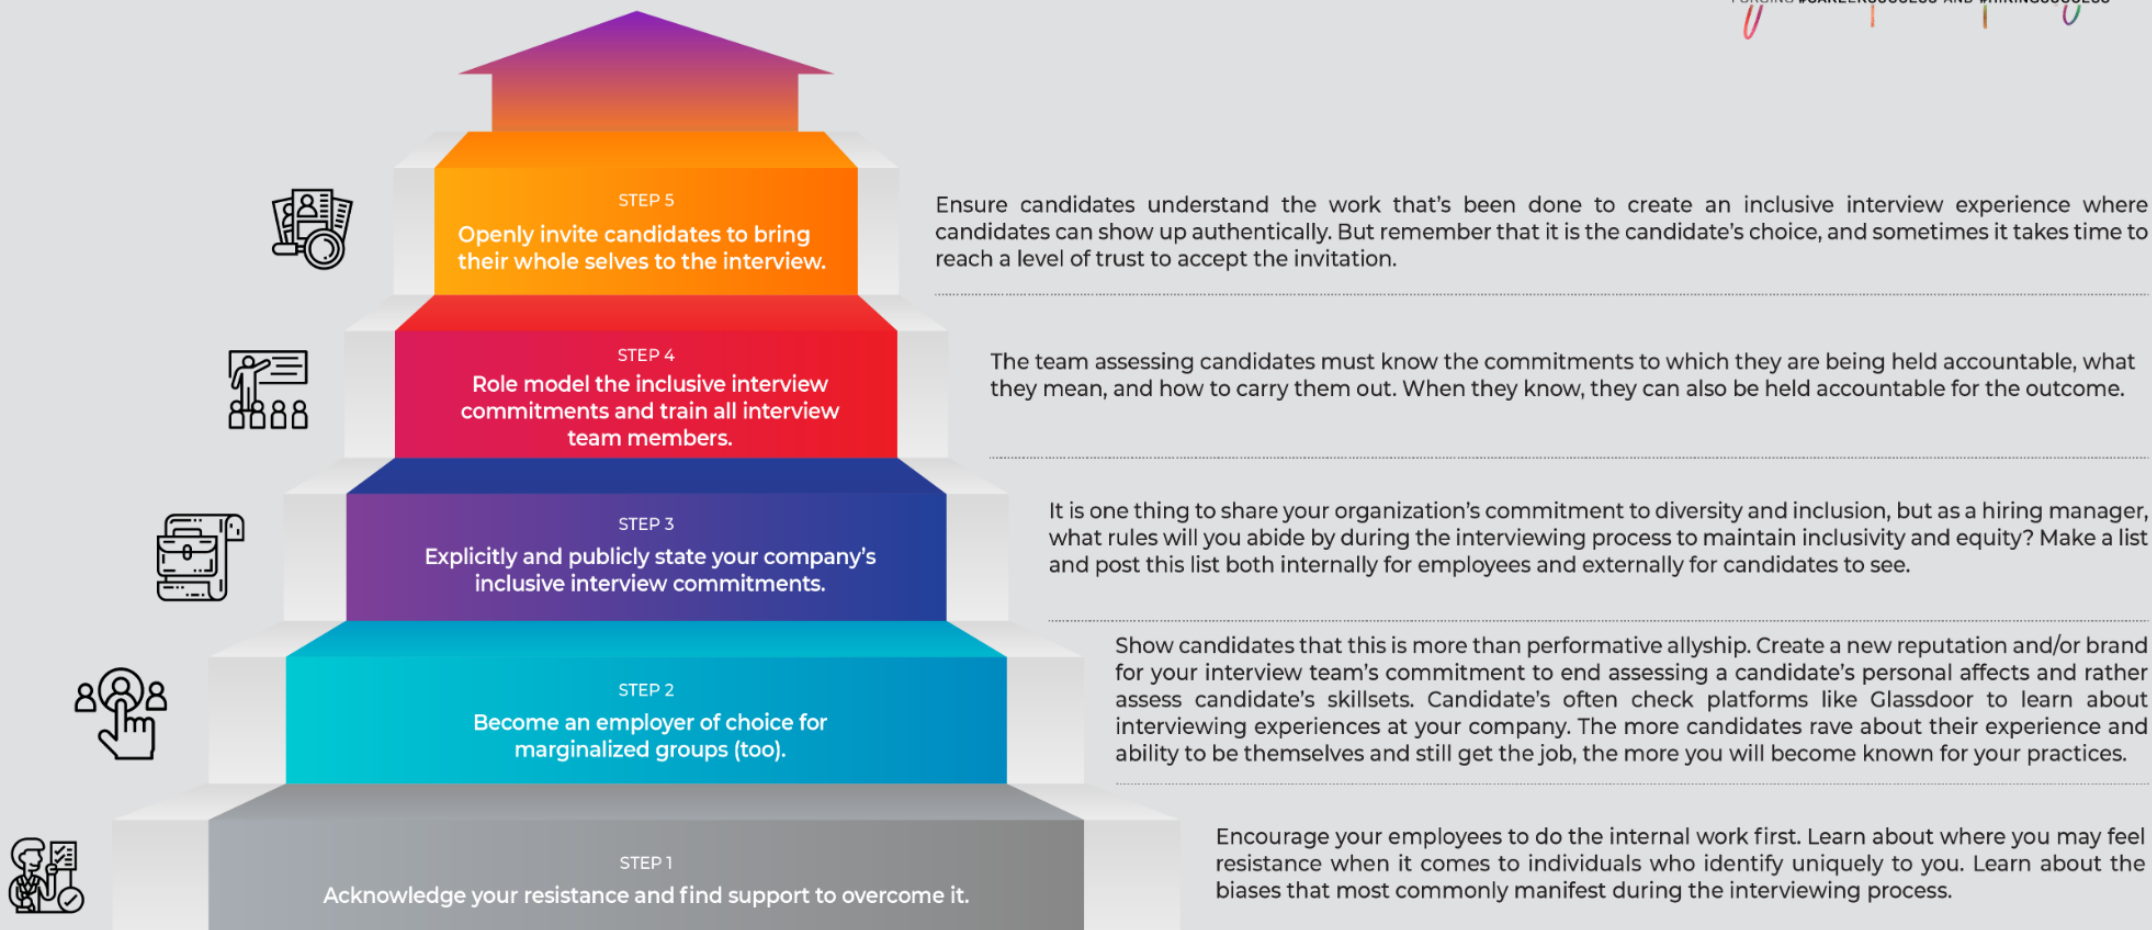 FORGING #CAREERSUCCESS AND #HIRINGSUCCESS
STEP 5
Openly invite candidates to bring
their whole selves to the interview.
Ensure candidates understand the work that's been done to create an inclusive interview experience where
candidates can show up authentically. But remember that it is the candidate's choice, and sometimes it takes time to
reach a level of trust to accept the invitation.
STEP 4
Role model the inclusive interview
commitments and train all interview
team members.
The team assessing candidates must know the commitments to which they are being held accountable, what
they mean, and how to carry them out. When they know, they can also be held accountable for the outcome.
STEP 3
Explicitly and publicly state your company's
inclusive interview commitments.
It is one thing to share your organization's commitment to diversity and inclusion, but as a hiring manager,
what rules will you abide by during the interviewing process to maintain inclusivity and equity? Make a list
and post this list both internally for employees and externally for candidates to see.
STEP 2
Become an employer of choice for
marginalized groups (too).
Show candidates that this is more than performative allyship. Create a new reputation and/or brand
for your interview team's commitment to end assessing a candidate's personal affects and rather
assess candidate's skillsets. Candidate's often check platforms like Glassdoor to learn about
interviewing experiences at your company. The more candidates rave about their experience and
ability to be themselves and still get the job, the more you will become known for your practices.
STEP 1
Acknowledge your resistance and find support to overcome it.
Encourage your employees to do the internal work first. Learn about where you may feel
resistance when it comes to individuals who identify uniquely to you. Learn about the
biases that most commonly manifest during the interviewing process.